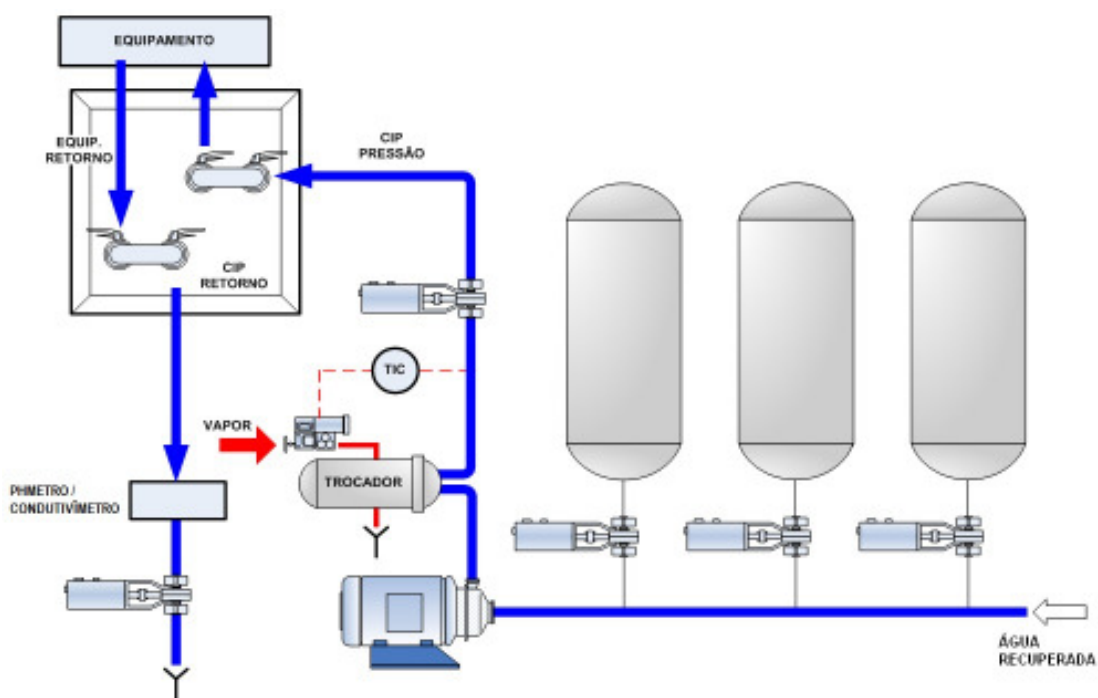 EQUIPAMENTO
EQUIP.
RETORNO
CIP
PRESSÃO
CIP
RETORNO
TIC
VAPOR
TROCADOR
PHMETRO /
CONDUTIVÍMETRO
ÁGUA
RECUPERADA